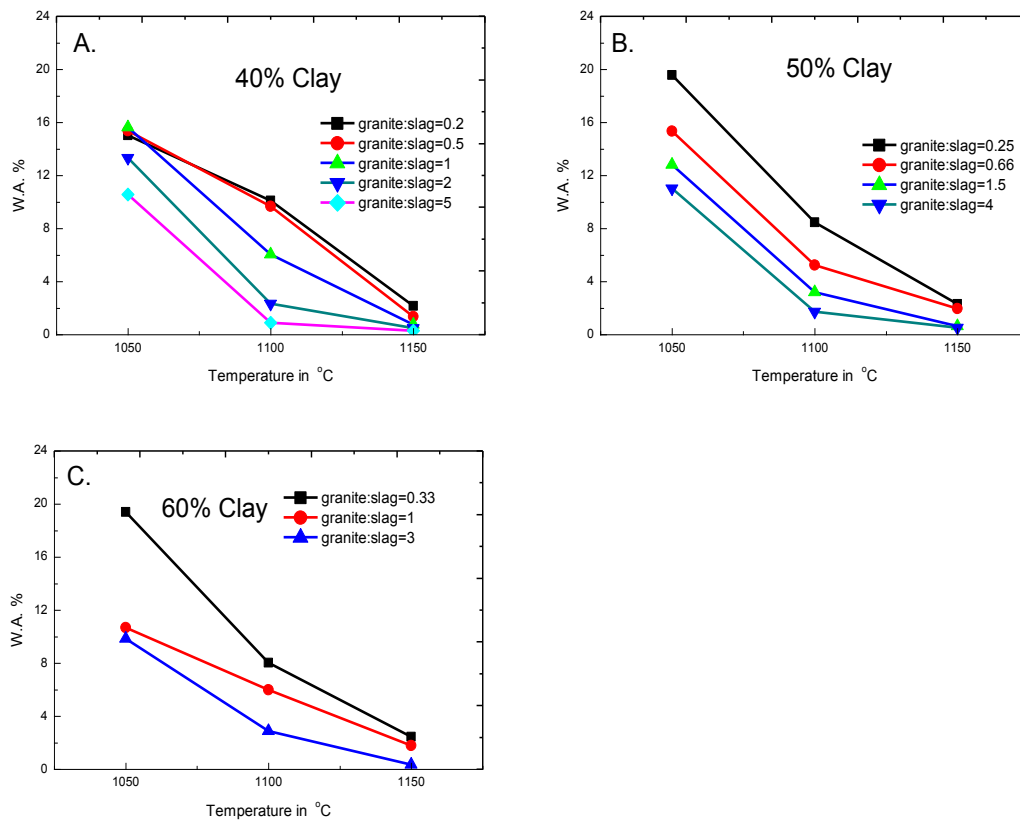 A.
40% Clay
granite:slag=0.2
granite:slag=0.5
granite:slag=1
granite:slag=2
granite:slag=5
24
20
16
12
8
4
0
W.A. %
1050
1100
1150
Temperature in °C
B.
50% Clay
granite:slag=0.25
granite:slag=0.66
granite:slag=1.5
granite:slag=4
24
20
16
12
8
4
0
W.A. %
1050
1100
1150
Temperature in °C
C.
60% Clay
granite:slag=0.33
granite:slag=1
granite:slag=3
24
20
16
12
8
4
0
W.A. %
1050
1100
1150
Temperature in °C